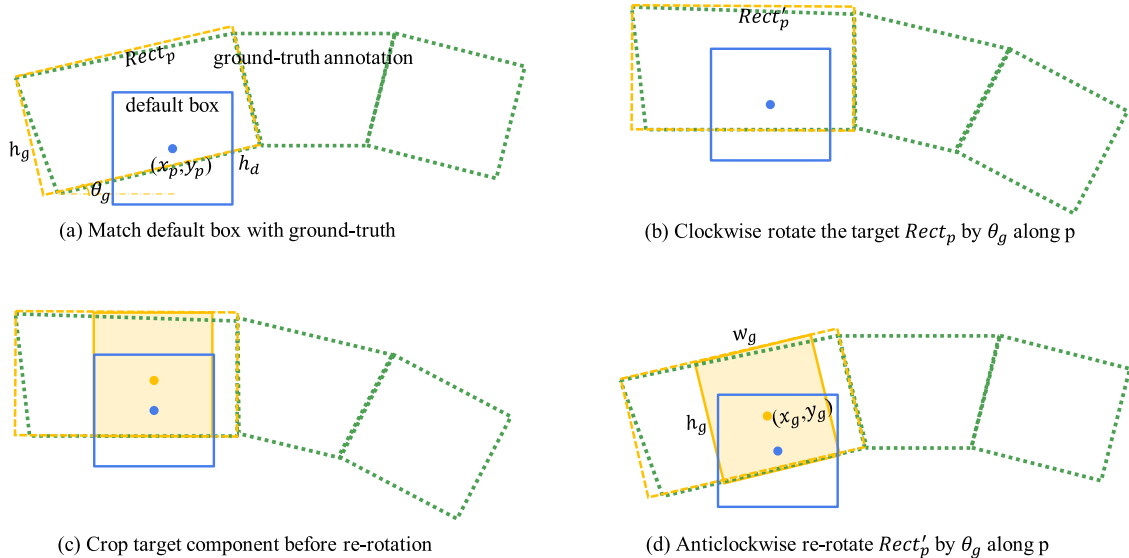 Rect_p
ground-truth annotation
default box
h_g
(x_p,y_p)
h_d
θ_g
(a) Match default box with ground-truth
Rect'_p
(b) Clockwise rotate the target Rect_p by θ_g along p
(c) Crop target component before re-rotation
w_g
h_g
(x_g,y_g)
(d) Anticlockwise re-rotate Rect'_p by θ_g along p